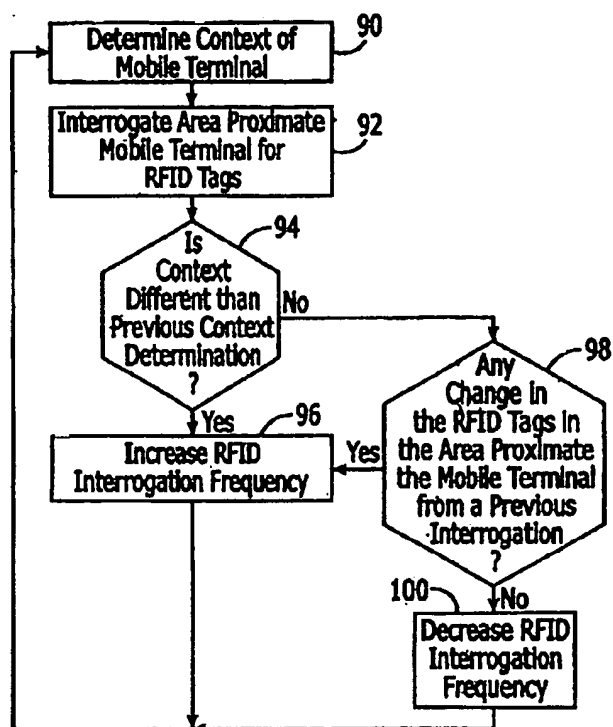 90
Determine Context of
Mobile Terminal
92
Interrogate Area Proximate
Mobile Terminal for
RFID Tags
94
Is
Context
Different than
Previous Context
Determination
?
No
Yes
96
Increase RFID
Interrogation Frequency
98
Any
Change in
the RFID Tags in
the Area Proximate
the Mobile Terminal
from a Previous
Interrogation
?
Yes
No
100
Decrease RFID
Interrogation
Frequency